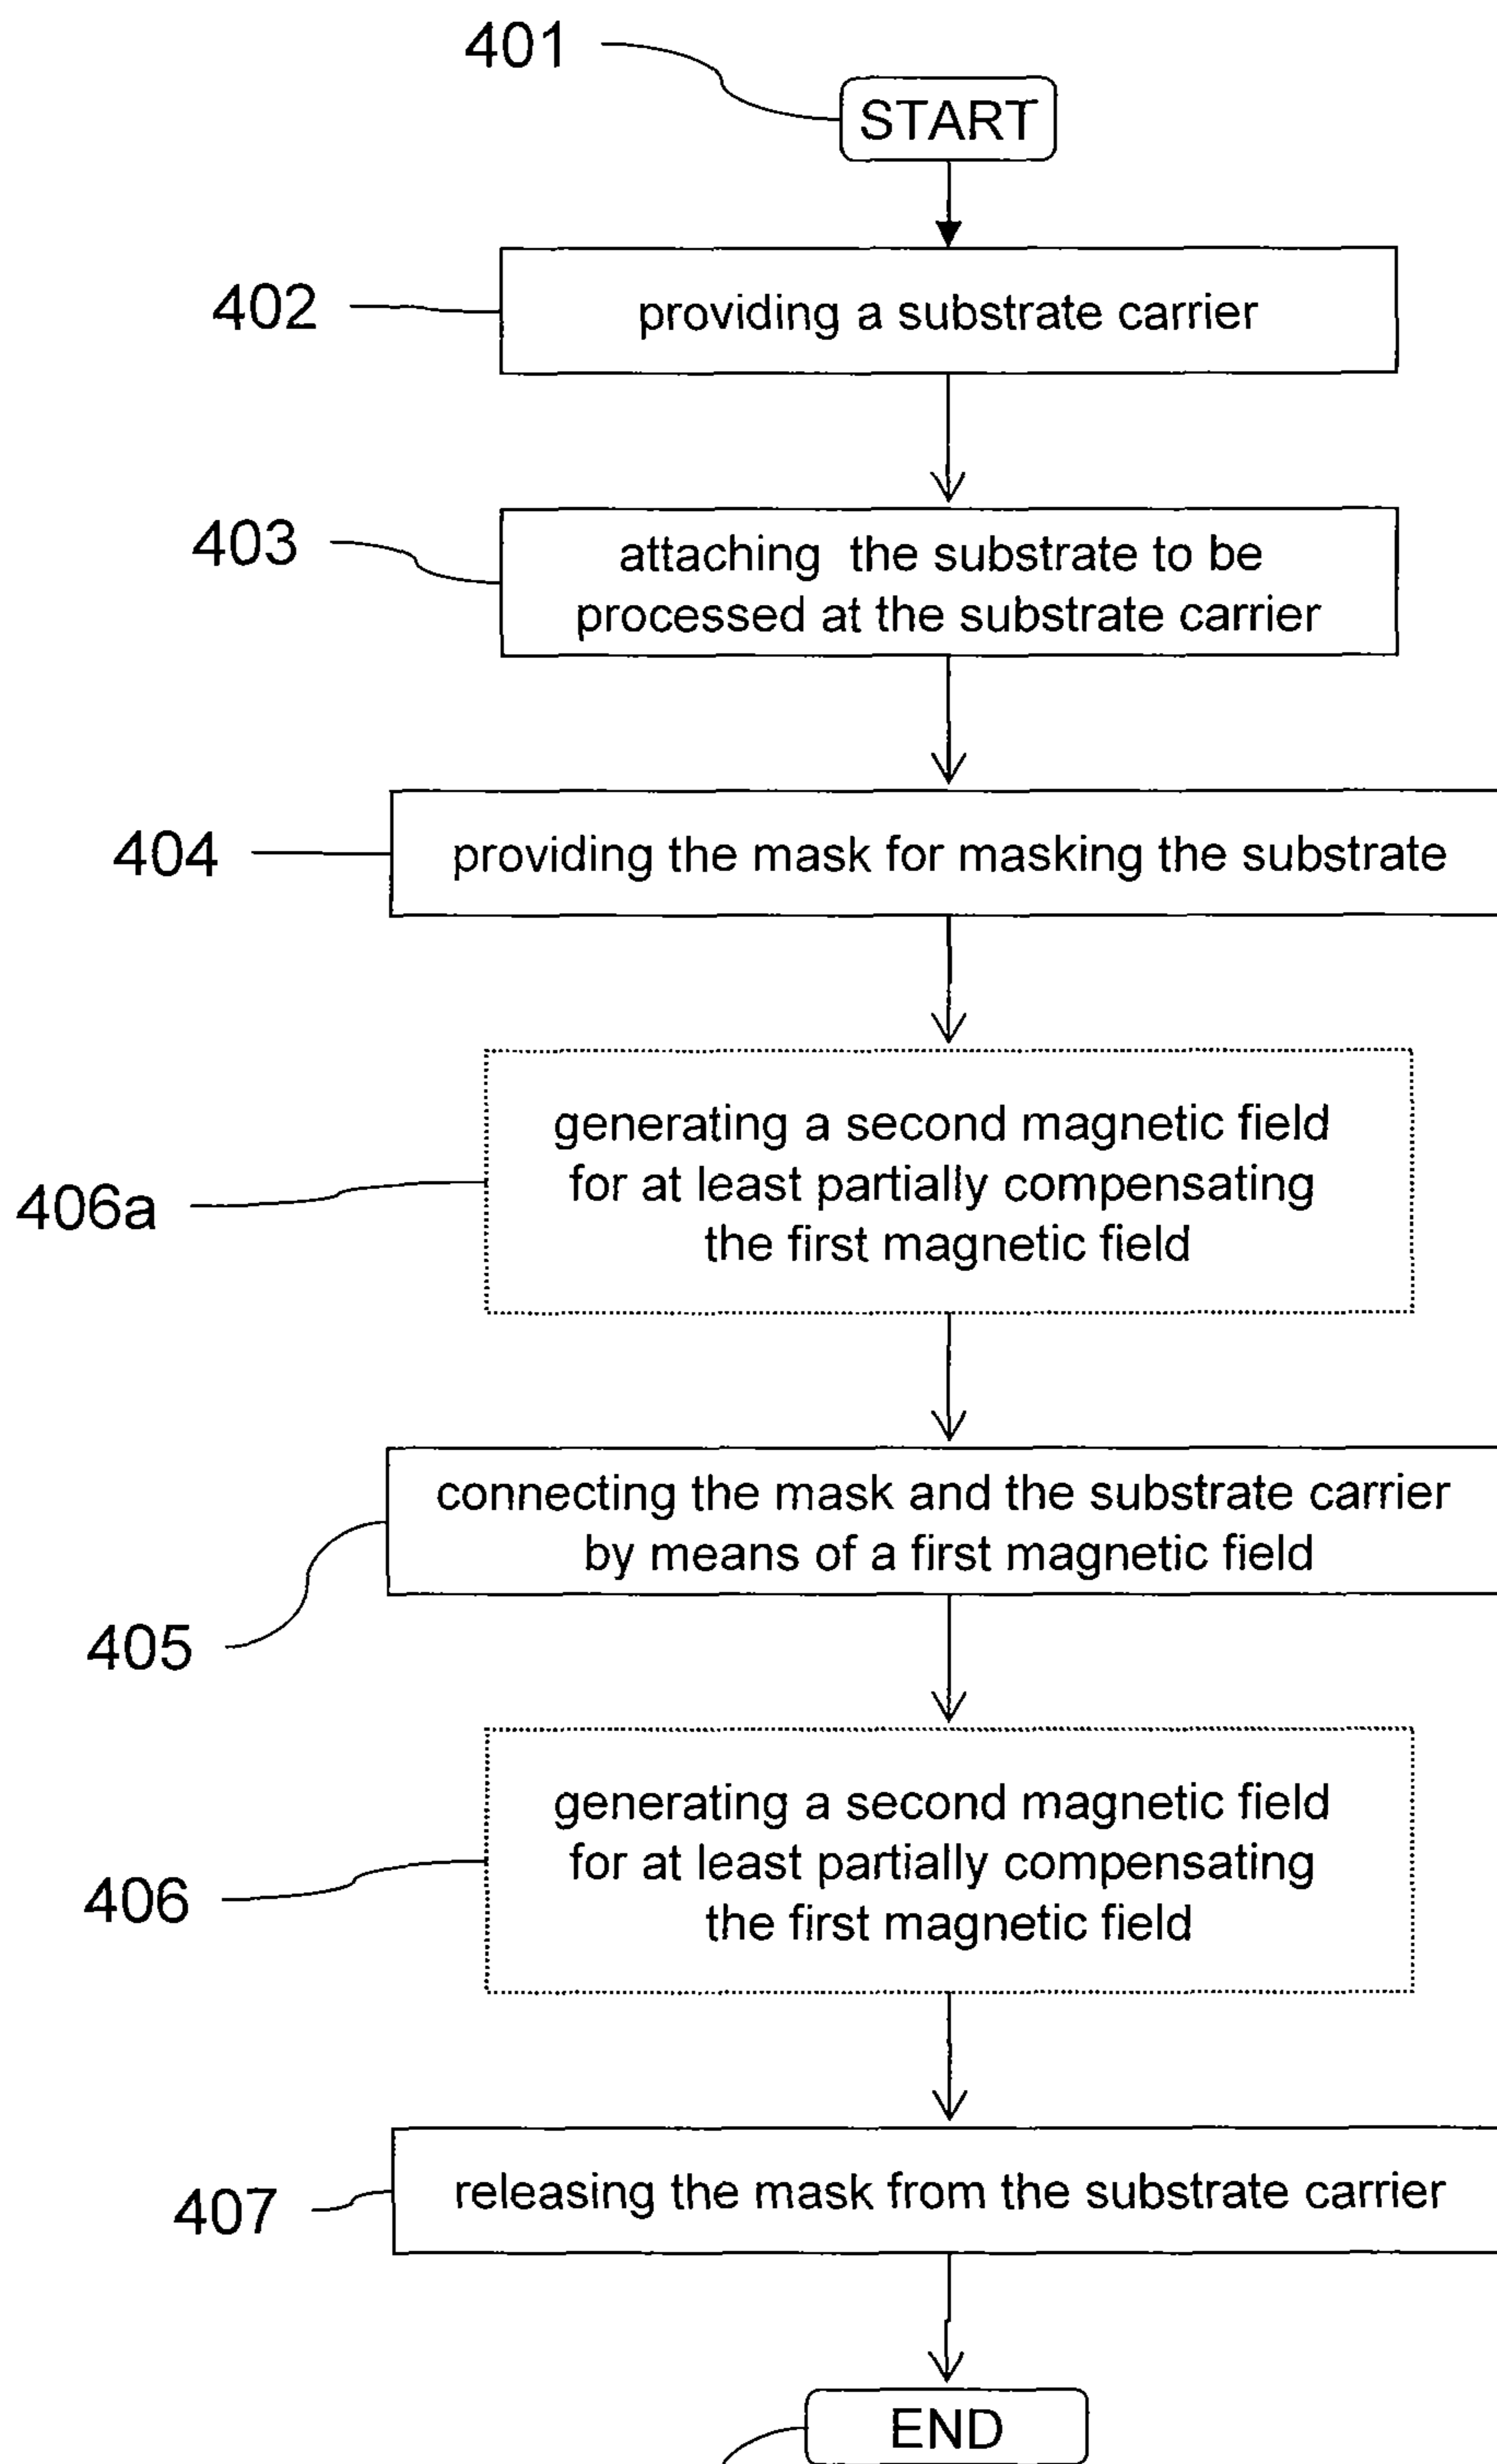 401
START
402
providing a substrate carrier
403
attaching the substrate to be
processed at the substrate carrier
404
providing the mask for masking the substrate
generating a second magnetic field
for at least partially compensating
406a
the first magnetic field
connecting the mask and the substrate carrier
by means of a first magnetic field
405
generating a second magnetic field
for at least partially compensating
406
the first magnetic field
407
releasing the mask from the substrate carrier
END